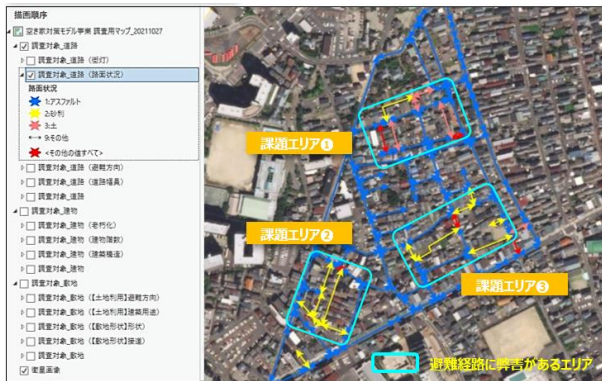 描画順序
空き家対策モデル事業 調査用マップ_20211027
調査対象_道路
調査対象_道路（街灯）
調査対象_道路（路面状況）
路面状況
1:アスファルト
2:砂利
3:土
9:その他
<その他の値すべて>
調査対象_道路（避難方向）
調査対象_道路（道路幅員）
調査対象_道路
調査対象_建物
調査対象_建物（老朽化）
調査対象_建物（建物階数）
調査対象_建物（建築構造）
調査対象_建物
調査対象_敷地
調査対象_敷地（【土地利用】避難方向）
調査対象_敷地（【土地利用】建築用途）
調査対象_敷地（【敷地形状】形状）
調査対象_敷地（【敷地形状】接道）
調査対象_敷地
衛星画像
課題エリア❶
課題エリア❷
課題エリア❸
避難経路に弊害があるエリア